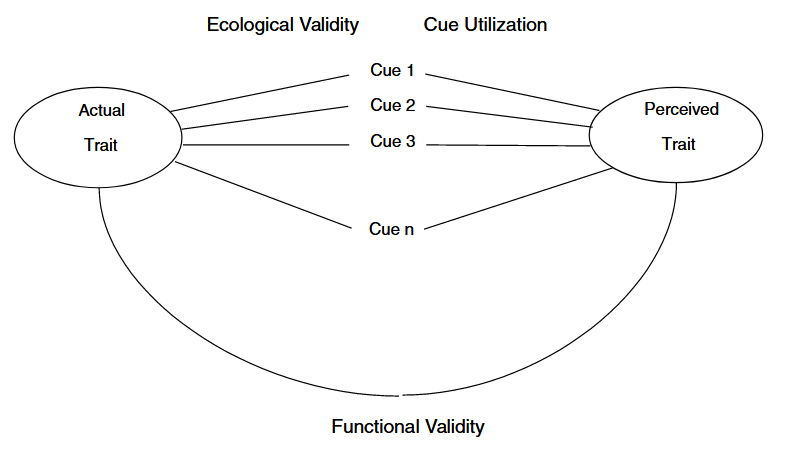 Ecological Validity
Cue Utilization
Cue 1
Cue 2
Cue 3
Cue n
Actual
Trait
Perceived
Trait
Functional Validity